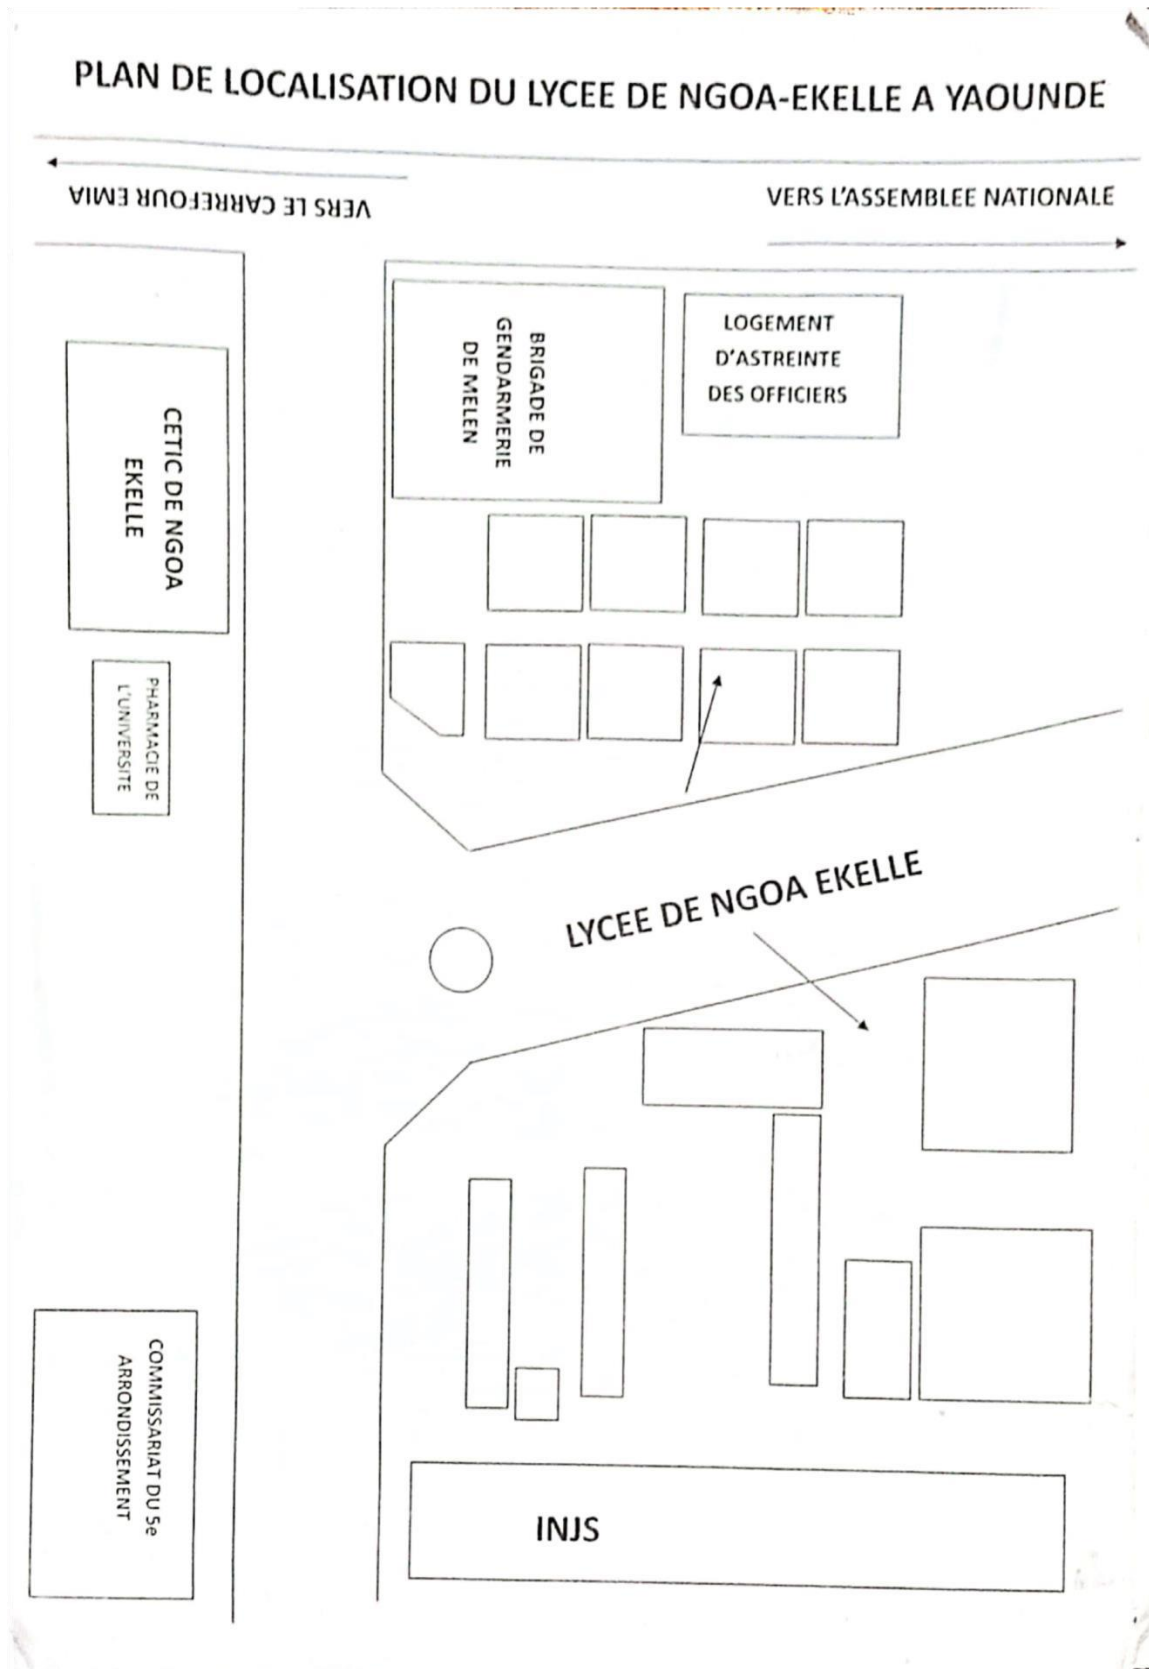 PLAN DE LOCALISATION DU LYCEE DE NGOA-EKELLE A YAOUNDE
VERS LE CARREFOUR EMIA
VERS L'ASSEMBLEE NATIONALE
BRIGADE DE
GENDARMERIE
DE MELEN
LOGEMENT
D'ASTREINTE
DES OFFICIERS
CETIC DE NGOA
EKELLE
PHARMACIE DE
L'UNIVERSITE
LYCEE DE NGOA EKELLE
COMMISSARIAT DU 5e
ARRONDISSEMENT
INJS